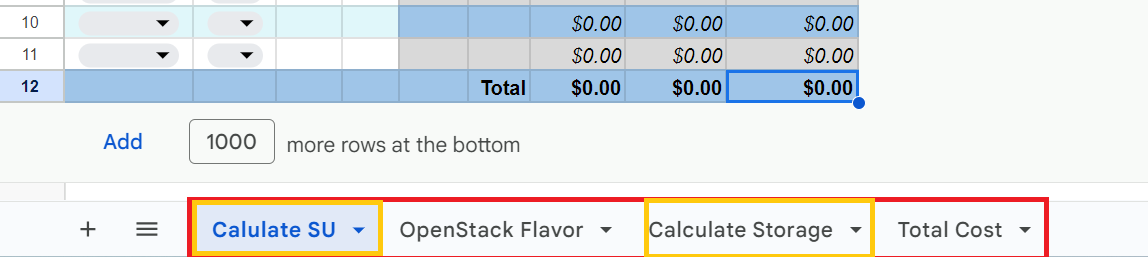 10 $0.00 $0.00 $0.00
11 $0.00 $0.00 $0.00
12 Total $0.00 $0.00 $0.00
Add 1000 more rows at the bottom
+ Calulate SU OpenStack Flavor Calculate Storage Total Cost